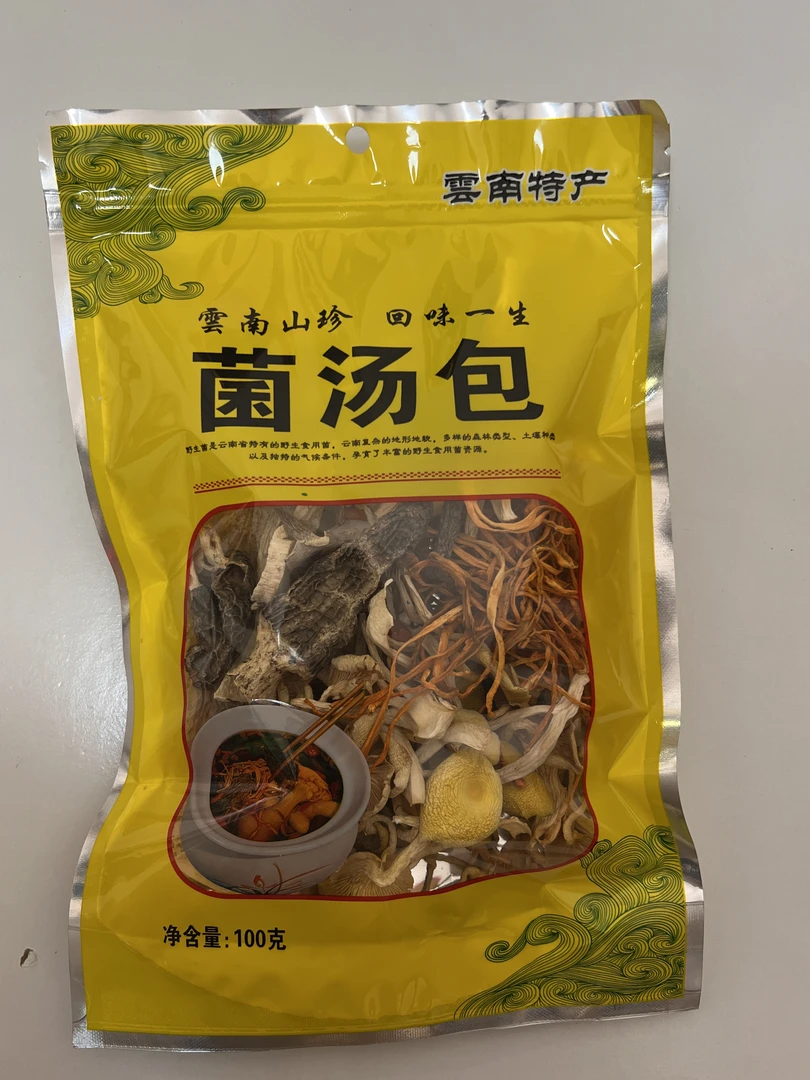 雲南特产
雲南山珍 回味一生
菌汤包
野生菌是云南省特有的野生食用菌，云南复杂的地形地貌，多样的森林类型、土壤种类
以及独特的气候条件，孕育了丰富的野生食用菌资源。
净含量：100克